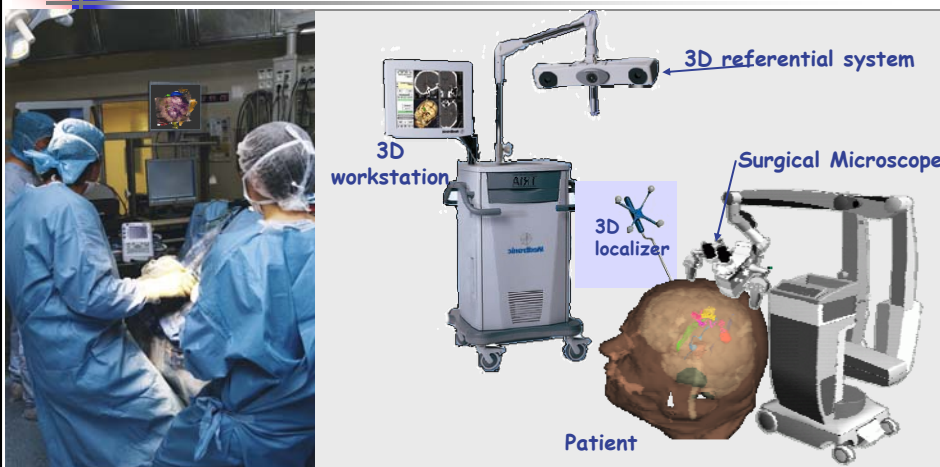 3D referential system
3D
workstation
Surgical Microscope
3D
localizer
Patient